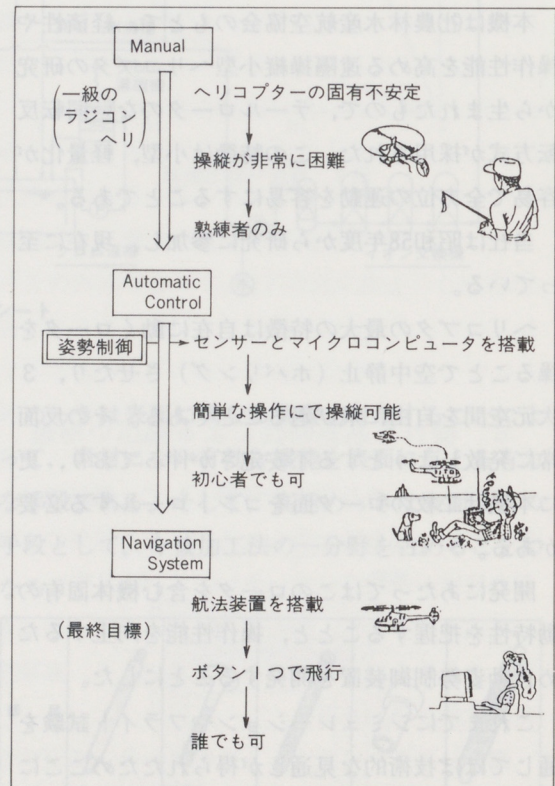 Manual
(一級の
ラジコン
ヘリ)
ヘリコプターの固有不安定
操縦が非常に困難
熟練者のみ
Automatic
Control
姿勢制御
センサーとマイクロコンピュータを搭載
簡単な操作にて操縦可能
初心者でも可
Navigation
System
航法装置を搭載
(最終目標)
ボタン1つで飛行
誰でも可